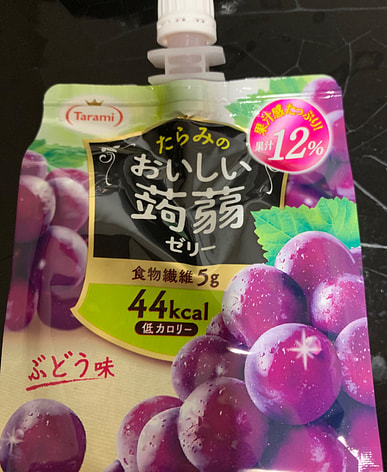 Tarami
たらみの
おいしい
蒟蒻
ゼリー
果汁感たっぷり!
果汁12%
食物繊維5g
44kcal
低カロリー
ぶどう味